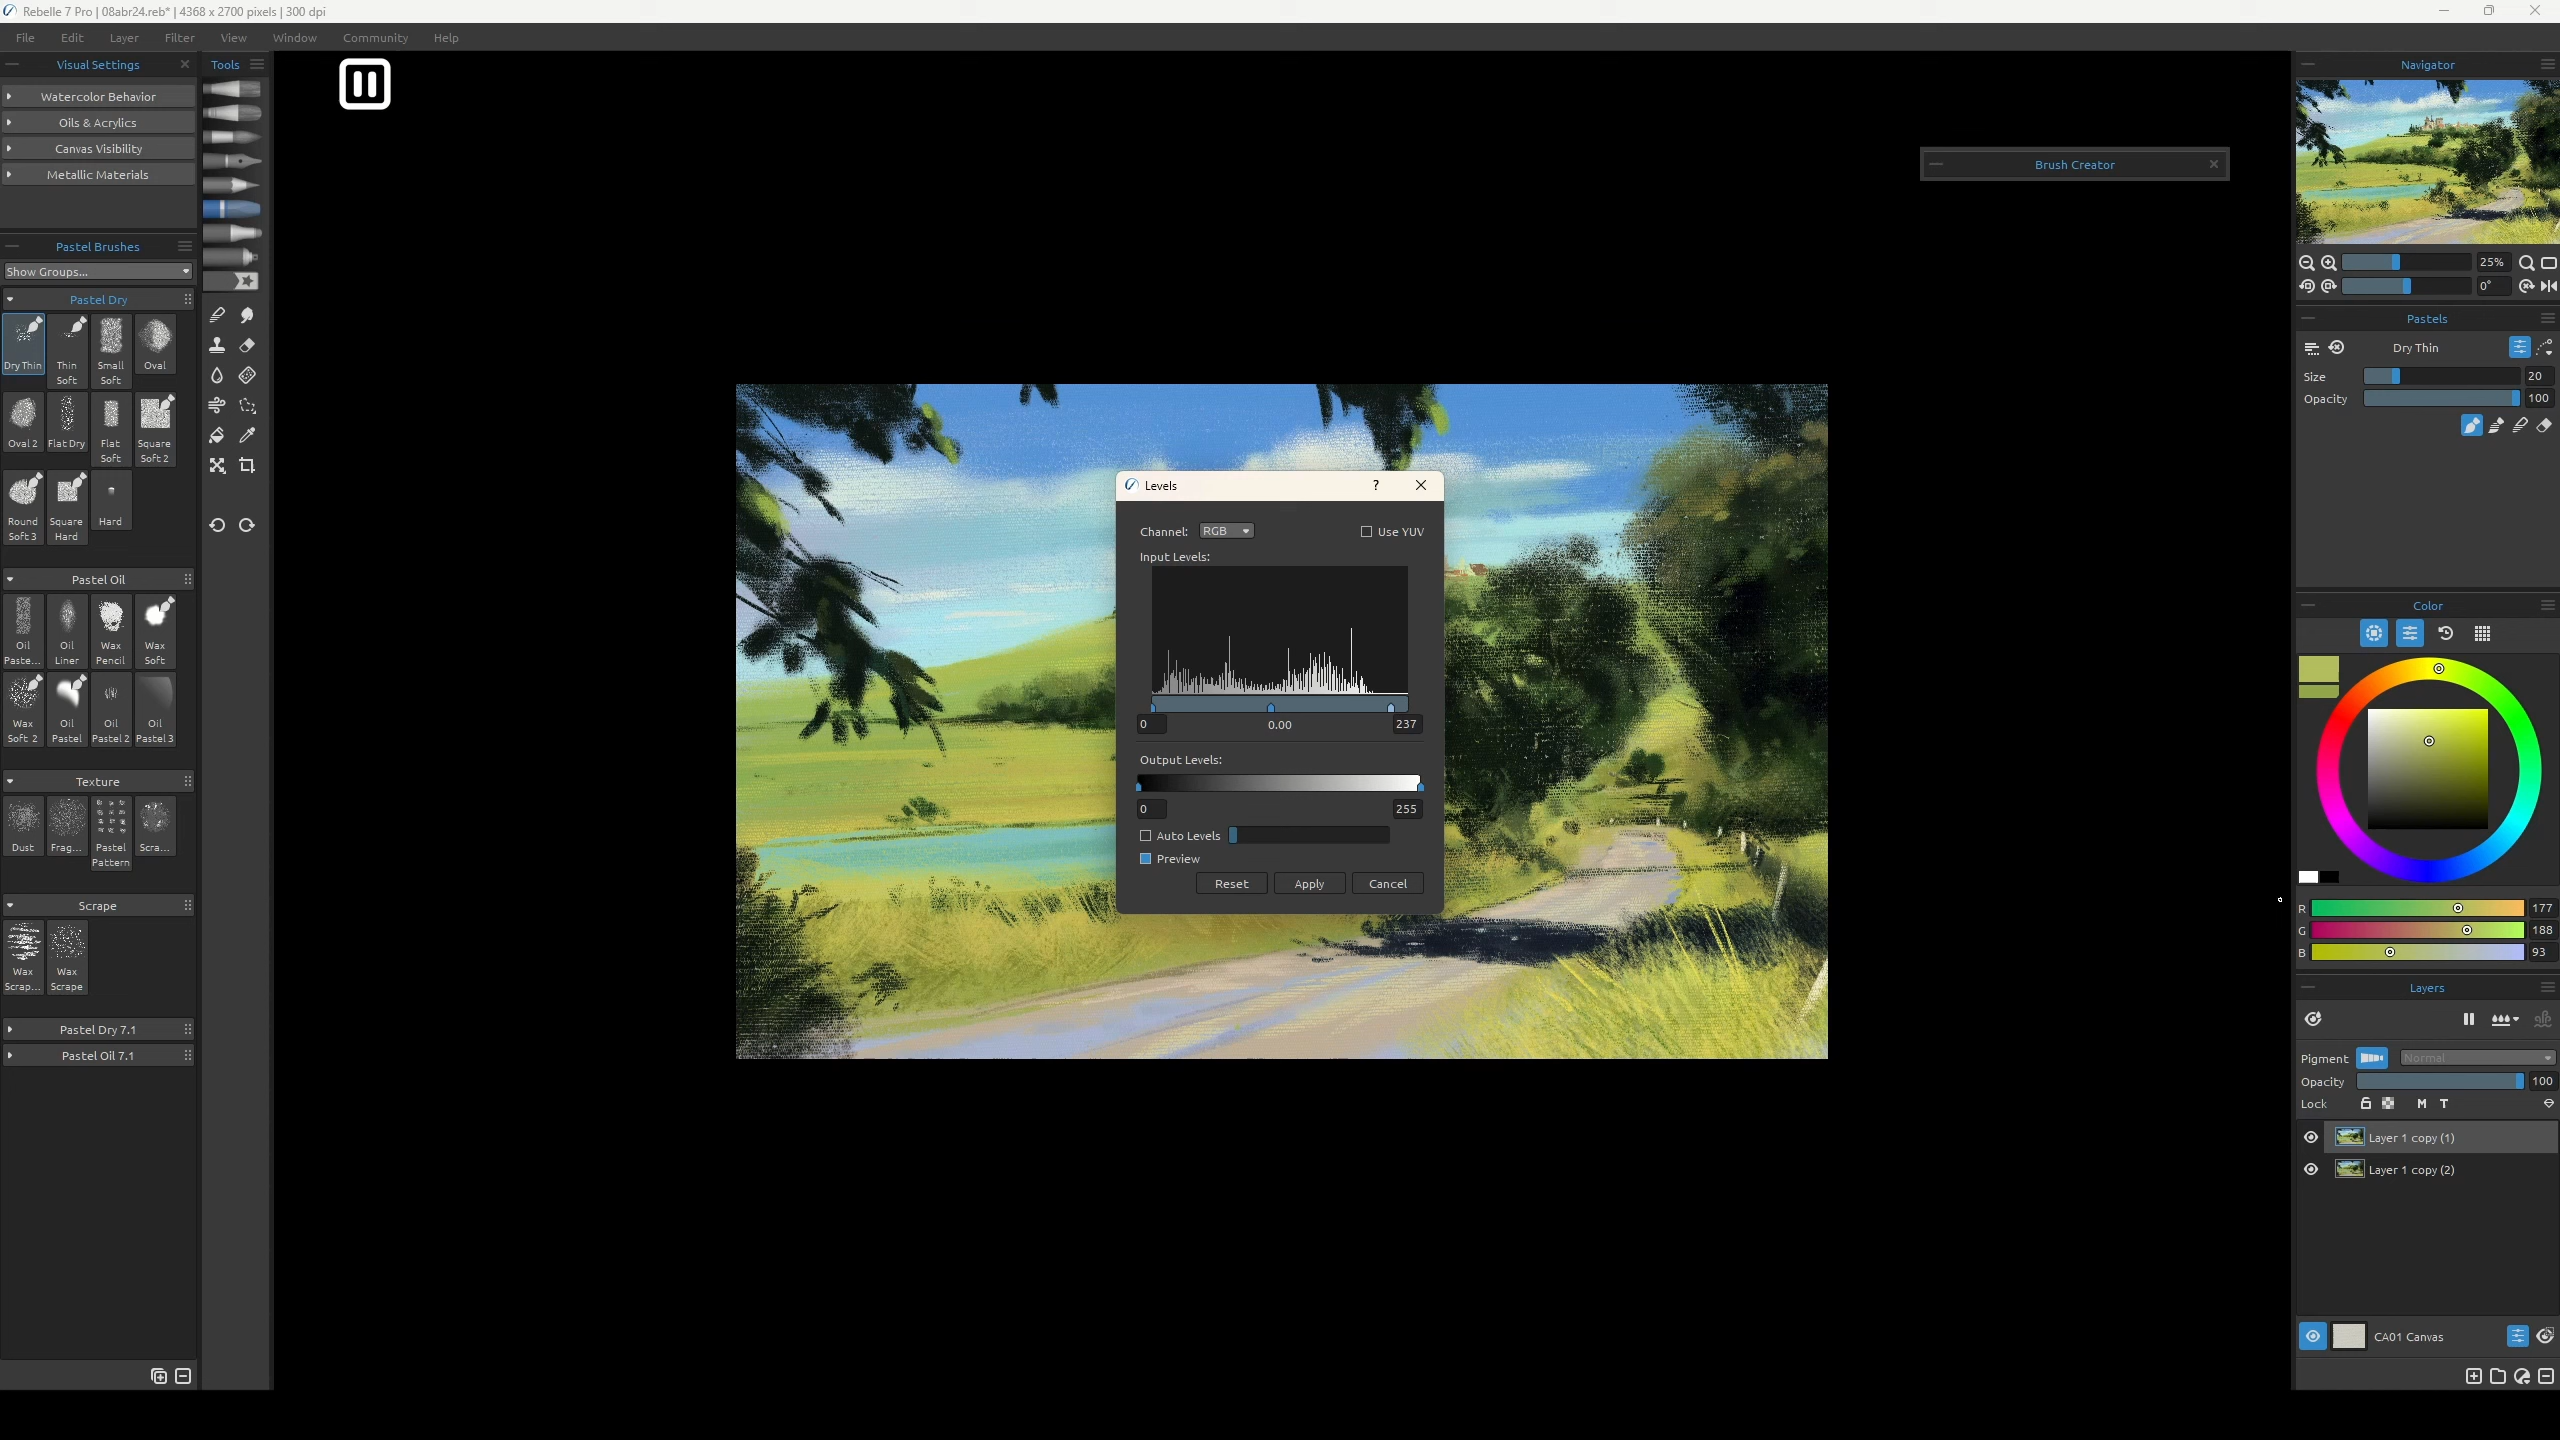 Rebelle 7 Pro | 08abr24.reb* | 4368 x 2700 pixels | 300 dpi
File Edit Layer Filter View Window Community Help
Visual Settings
Watercolor Behavior
Oils & Acrylics
Canvas Visibility
Metallic Materials
Pastel Brushes
Show Groups...
Pastel Dry
Dry Thin
Thin Soft
Small Soft
Oval
Oval 2
Flat Dry
Flat Soft
Square Soft 2
Round Soft 3
Square Hard
Hard
Pastel Oil
Oil Paste...
Oil Liner
Wax Pencil
Wax Soft
Wax Soft 2
Oil Pastel
Oil Pastel 2
Oil Pastel 3
Texture
Dust
Frag...
Pastel Pattern
Scra...
Scrape
Wax Scrap...
Wax Scrape
Pastel Dry 7.1
Pastel Oil 7.1
Tools
Brush Creator
Levels ?
Channel: RGB Use YUV
Input Levels:
0 0.00 237
Output Levels:
0 255
Auto Levels
Preview
Reset Apply Cancel
Navigator
25%
0°
Pastels
Dry Thin
Size 20
Opacity 100
Color
R 177
G 188
B 93
Layers
Pigment Normal
Opacity 100
Lock M T
Layer 1 copy (1)
Layer 1 copy (2)
CA01 Canvas